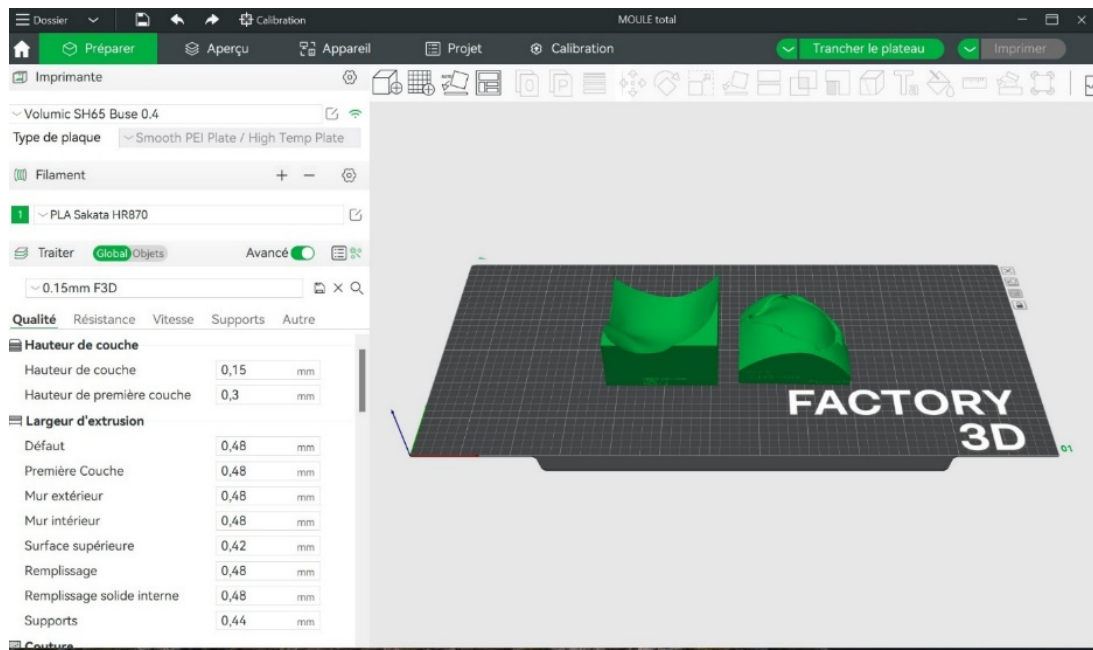 Dossier Calibration MOULE total
Préparer Aperçu Appareil Projet Calibration Trancher le plateau Imprimer
Imprimante
Volumic SH65 Buse 0.4
Type de plaque Smooth PEI Plate / High Temp Plate
Filament
1 PLA Sakata HR870
Traiter Global Objets Avancé
0.15mm F3D
Qualité Résistance Vitesse Supports Autre
Hauteur de couche
Hauteur de couche 0,15 mm
Hauteur de première couche 0,3 mm
Largeur d'extrusion
Défaut 0,48 mm
Première Couche 0,48 mm
Mur extérieur 0,48 mm
Mur intérieur 0,48 mm
Surface supérieure 0,42 mm
Remplissage 0,48 mm
Remplissage solide interne 0,48 mm
Supports 0,44 mm
Couture
FACTORY
3D
01